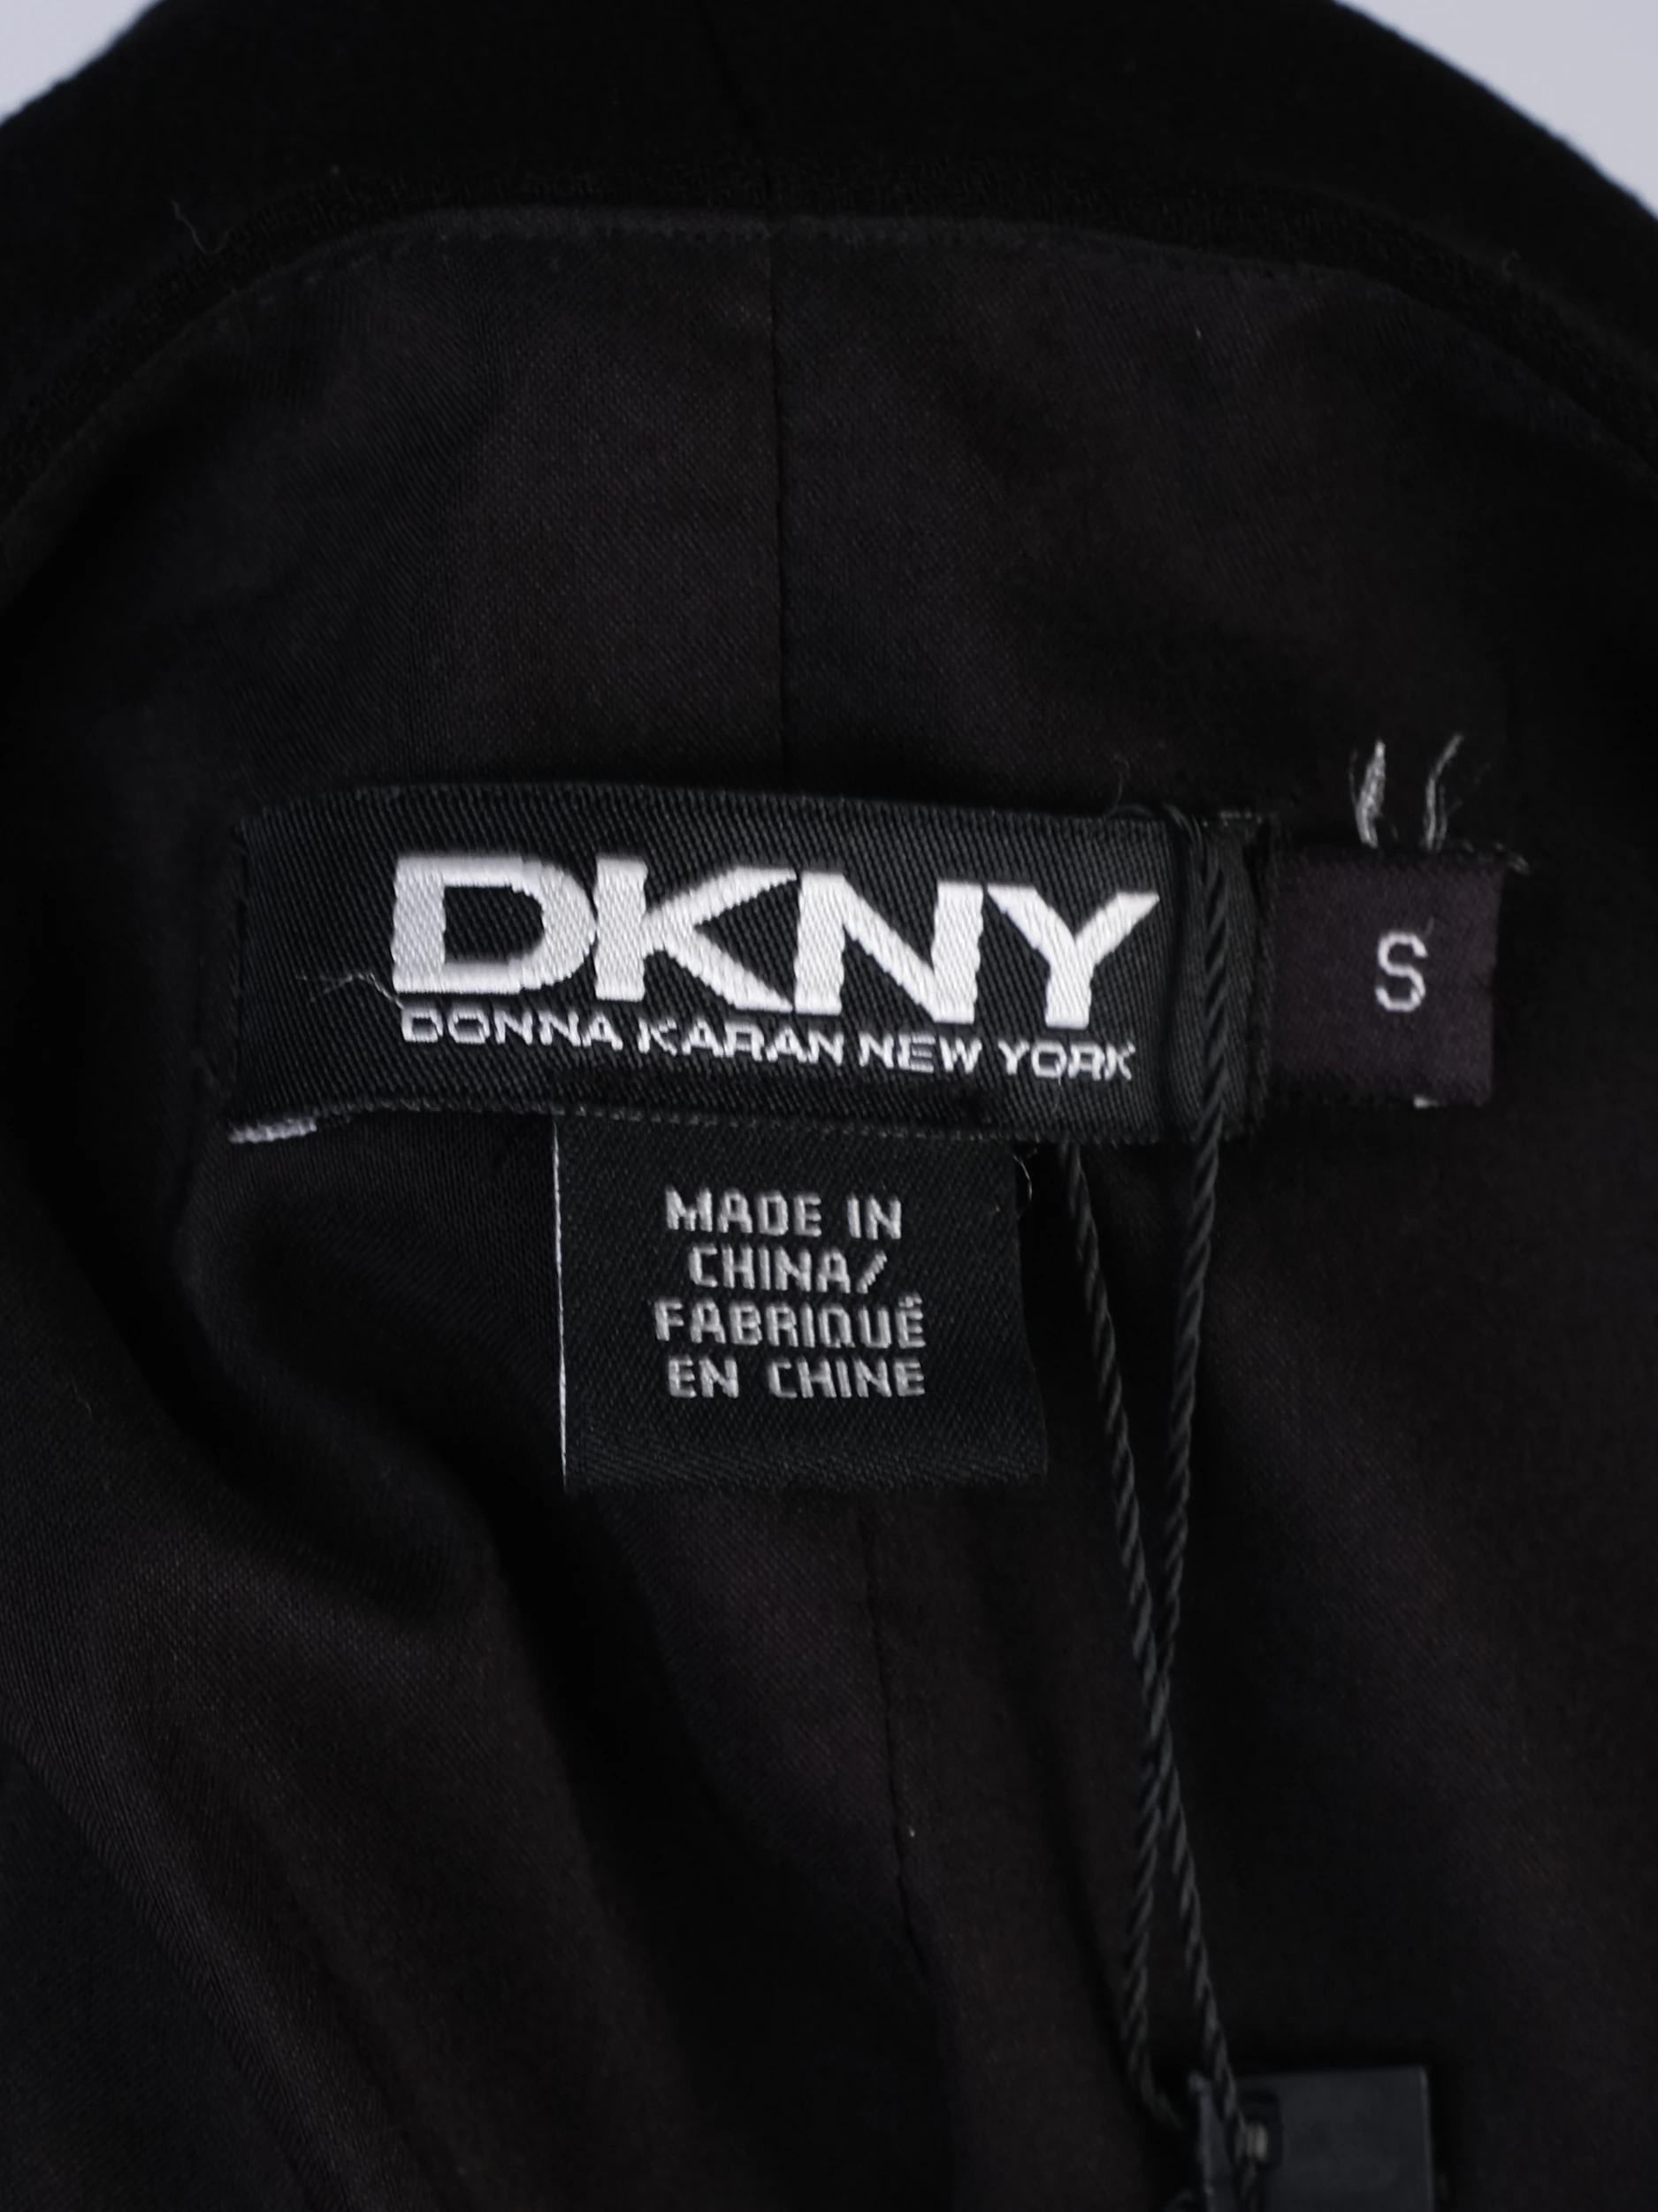 DKNY
DONNA KARAN NEW YORK
S
MADE IN
CHINA/
FABRIQUÉ
EN CHINE